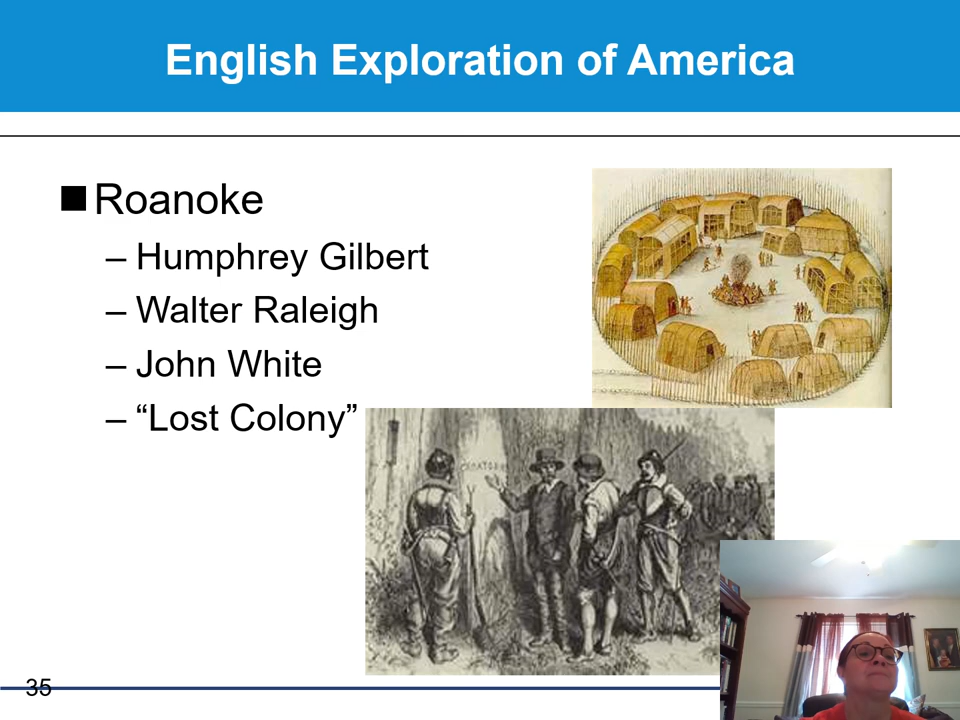 English Exploration of America
Roanoke
– Humphrey Gilbert
– Walter Raleigh
– John White
– “Lost Colony”
35